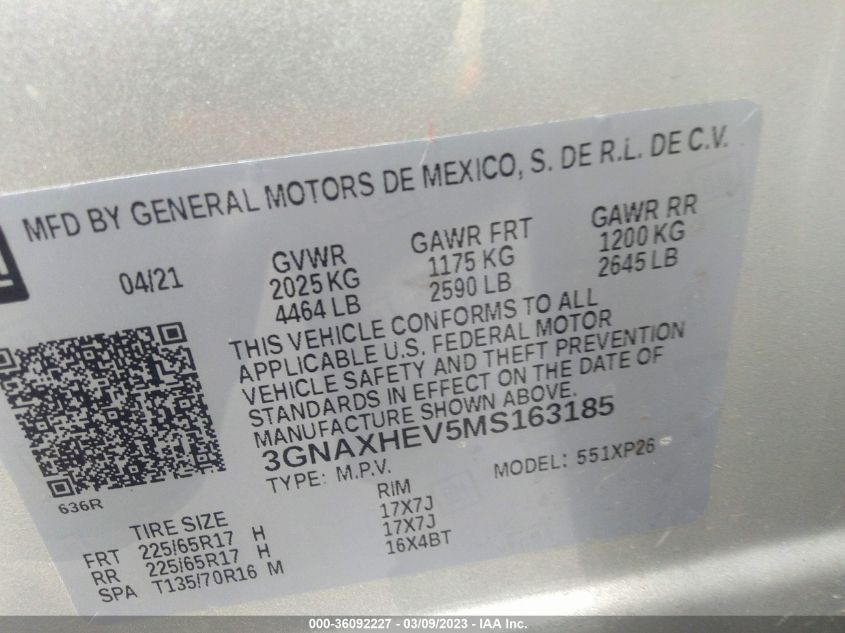 MFD BY GENERAL MOTORS DE MEXICO, S. DE R.L. DE C.V.
04/21
GVWR
2025 KG
4464 LB
GAWR FRT
1175 KG
2590 LB
GAWR RR
1200 KG
2645 LB
THIS VEHICLE CONFORMS TO ALL
APPLICABLE U.S. FEDERAL MOTOR
VEHICLE SAFETY AND THEFT PREVENTION
STANDARDS IN EFFECT ON THE DATE OF
MANUFACTURE SHOWN ABOVE.
3GNAXHEV5MS163185
TYPE: M.P.V. MODEL: 551XP26
636R
TIRE SIZE RIM
FRT 225/65R17 H 17X7J
RR 225/65R17 H 17X7J
SPA T135/70R16 M 16X4BT
000-36092227 - 03/09/2023 - IAA Inc.